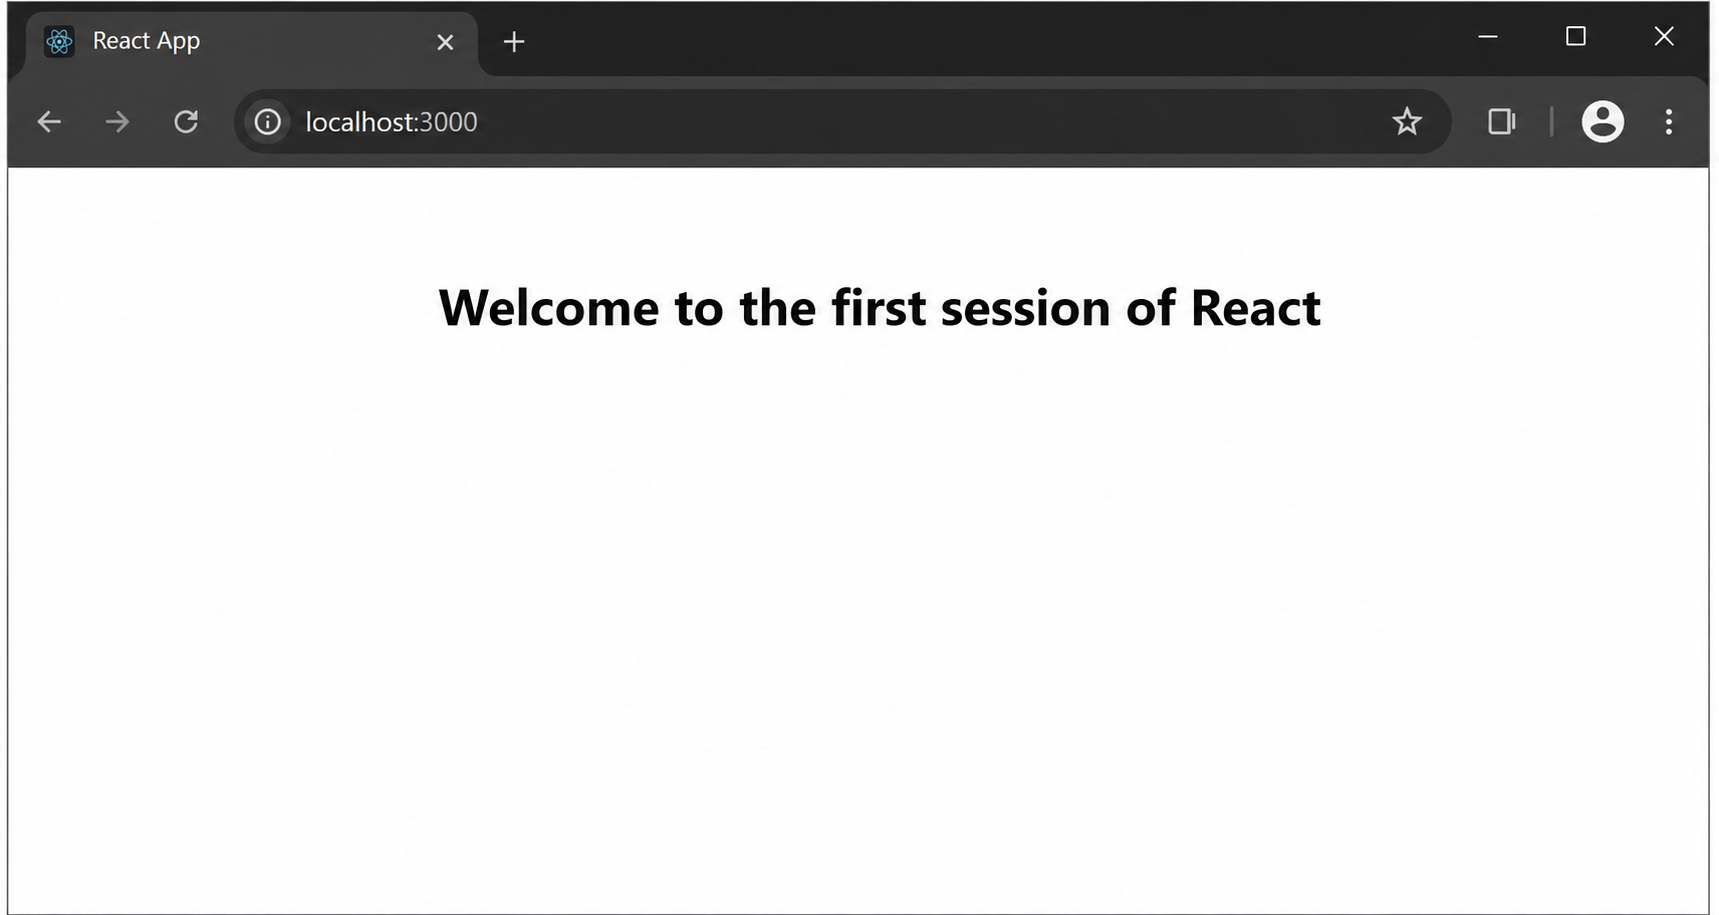 React App
localhost:3000
Welcome to the first session of React